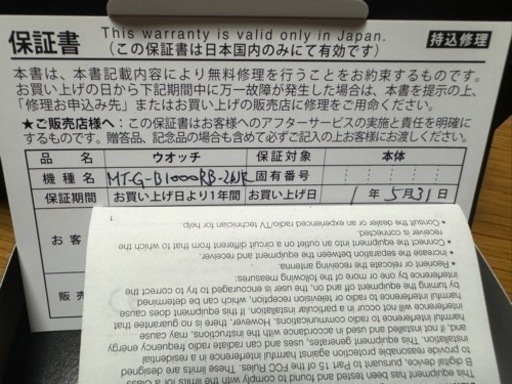 保証書
This warranty is valid only in Japan.
(この保証書は日本国内のみにて有効です)
持込修理
本書は、本書記載内容により無料修理を行うことをお約束するものです。
お買い上げの日から下記期間中に万一故障が発生した場合は、本書を提示の上、
「修理お申込み先」またはお買い上げの販売店に修理をご用命ください。
★ご販売店様へ：この保証書はお客様へのアフターサービスの実施と責任を明確に
するものです。贈答品、記念品の場合も含めて必ずご記入の上お客様にお渡しください。
品名 ウオッチ 保証対象 本体
機種名 MTG-B1000RB-2AJR 固有番号
保証期間 お買い上げ日より1年間 お買い上げ日 1年5月31日
お客
販売
B digital device, pursuant to Part 15 of the FCC Rules. These limits are designed
to provide reasonable protection against harmful interference in a residential
installation. This equipment generates, uses and can radiate radio frequency energy
and, if not installed and used in accordance with the instructions, may cause
harmful interference to radio communications. However, there is no guarantee that
interference will not occur in a particular installation. If this equipment does cause
harmful interference to radio or television reception, which can be determined
by turning the equipment off and on, the user is encouraged to try to correct the
interference by one or more of the following measures:
• Reorient or relocate the receiving antenna.
• Increase the separation between the equipment and receiver.
• Connect the equipment into an outlet on a circuit different from that to which the
receiver is connected.
• Consult the dealer or an experienced radio/TV technician for help.